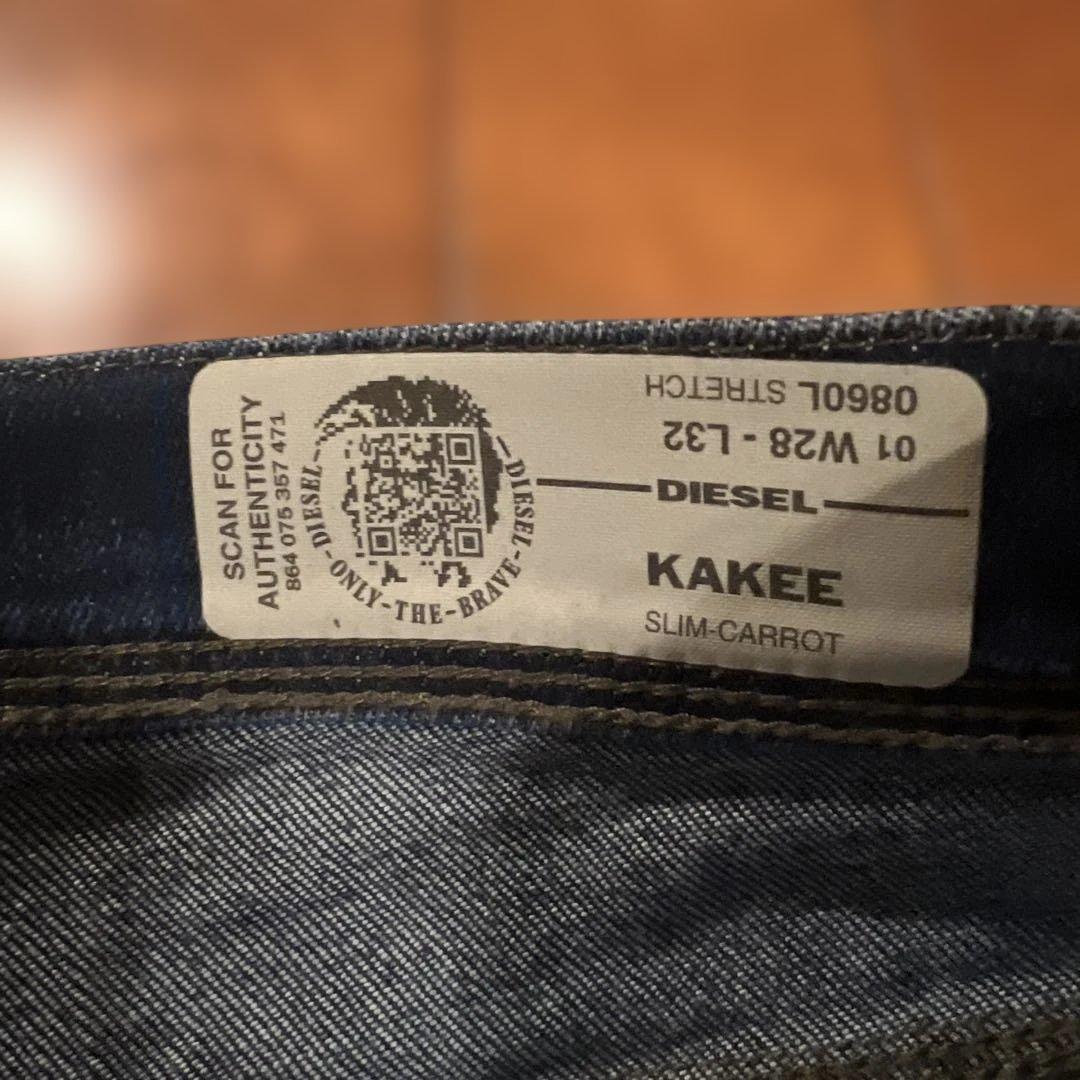 SCAN FOR
AUTHENTICITY
864 075 357 471
DIESEL-ONLY-THE-BRAVE-DIESEL-
0860L STRETCH
01 W28 - L32
DIESEL
KAKEE
SLIM-CARROT